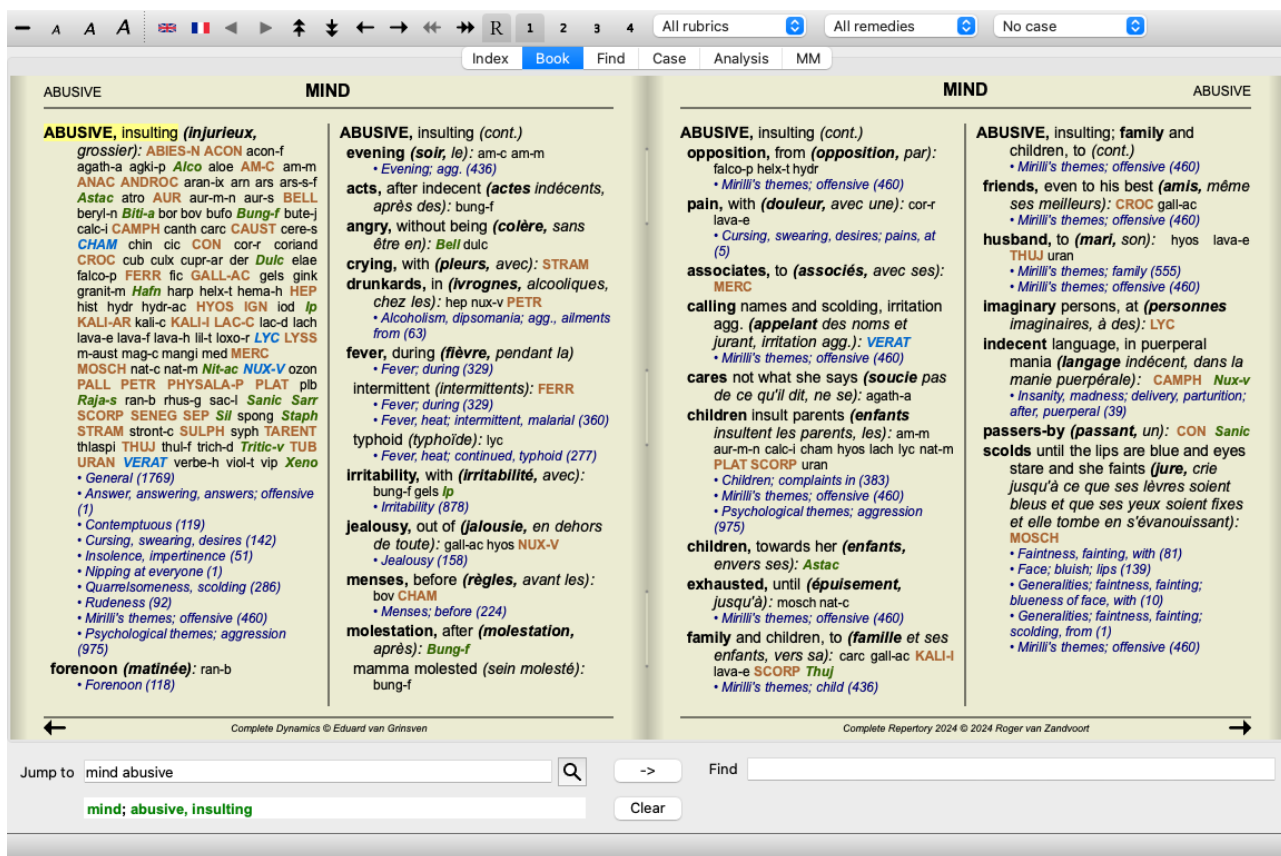 A A A R 1 2 3 4 All rubrics All remedies No case
Index Book Find Case Analysis MM
ABUSIVE MIND
ABUSIVE, insulting (injurieux,
grossier): ABIES-N ACON acon-f
agath-a agki-p Alco aloe AM-C am-m
ANAC ANDROC aran-ix arn ars ars-s-f
Astac atro AUR aur-m-n aur-s BELL
beryl-n Biti-a bor bov bufo Bung-f bute-j
calc-i CAMPH canth carc CAUST cere-s
CHAM chin cic CON cor-r coriand
CROC cub culx cupr-ar der Dulc elae
falco-p FERR fic GALL-AC gels gink
granit-m Hafn harp helx-t hema-h HEP
hist hydr hydr-ac HYOS IGN iod Ip
KALI-AR kali-c KALI-I LAC-C lac-d lach
lava-e lava-f lava-h lil-t loxo-r LYC LYSS
m-aust mag-c mangi med MERC
MOSCH nat-c nat-m Nit-ac NUX-V ozon
PALL PETR PHYSALA-P PLAT plb
Raja-s ran-b rhus-g sac-l Sanic Sarr
SCORP SENEG SEP Sil spong Staph
STRAM stront-c SULPH syph TARENT
thlaspi THUJ thul-f trich-d Tritic-v TUB
URAN VERAT verbe-h viol-t vip Xeno
• General (1769)
• Answer, answering, answers; offensive
(1)
• Contemptuous (119)
• Cursing, swearing, desires (142)
• Insolence, impertinence (51)
• Nipping at everyone (1)
• Quarrelsomeness, scolding (286)
• Rudeness (92)
• Mirilli's themes; offensive (460)
• Psychological themes; aggression
(975)
forenoon (matinée): ran-b
• Forenoon (118)
ABUSIVE, insulting (cont.)
evening (soir, le): am-c am-m
• Evening; agg. (436)
acts, after indecent (actes indécents,
après des): bung-f
angry, without being (colère, sans
être en): Bell dulc
crying, with (pleurs, avec): STRAM
drunkards, in (ivrognes, alcooliques,
chez les): hep nux-v PETR
• Alcoholism, dipsomania; agg., ailments
from (63)
fever, during (fièvre, pendant la)
• Fever; during (329)
intermittent (intermittents): FERR
• Fever; during (329)
• Fever, heat; intermittent, malarial (360)
typhoid (typhoïde): lyc
• Fever, heat; continued, typhoid (277)
irritability, with (irritabilité, avec):
bung-f gels Ip
• Irritability (878)
jealousy, out of (jalousie, en dehors
de toute): gall-ac hyos NUX-V
• Jealousy (158)
menses, before (règles, avant les):
bov CHAM
• Menses; before (224)
molestation, after (molestation,
après): Bung-f
mamma molested (sein molesté):
bung-f
Complete Dynamics © Eduard van Grinsven
MIND ABUSIVE
ABUSIVE, insulting (cont.)
opposition, from (opposition, par):
falco-p helx-t hydr
• Mirilli's themes; offensive (460)
pain, with (douleur, avec une): cor-r
lava-e
• Cursing, swearing, desires; pains, at
(5)
associates, to (associés, avec ses):
MERC
calling names and scolding, irritation
agg. (appelant des noms et
jurant, irritation agg.): VERAT
• Mirilli's themes; offensive (460)
cares not what she says (soucie pas
de ce qu'il dit, ne se): agath-a
children insult parents (enfants
insultent les parents, les): am-m
aur-m-n calc-i cham hyos lach lyc nat-m
PLAT SCORP uran
• Children; complaints in (383)
• Mirilli's themes; offensive (460)
• Psychological themes; aggression
(975)
children, towards her (enfants,
envers ses): Astac
exhausted, until (épuisement,
jusqu'à): mosch nat-c
• Mirilli's themes; offensive (460)
family and children, to (famille et ses
enfants, vers sa): carc gall-ac KALI-I
lava-e SCORP Thuj
• Mirilli's themes; child (436)
ABUSIVE, insulting; family and
children, to (cont.)
• Mirilli's themes; offensive (460)
friends, even to his best (amis, même
ses meilleurs): CROC gall-ac
• Mirilli's themes; offensive (460)
husband, to (mari, son): hyos lava-e
THUJ uran
• Mirilli's themes; family (555)
• Mirilli's themes; offensive (460)
imaginary persons, at (personnes
imaginaires, à des): LYC
indecent language, in puerperal
mania (langage indécent, dans la
manie puerpérale): CAMPH Nux-v
• Insanity, madness; delivery, parturition;
after, puerperal (39)
passers-by (passant, un): CON Sanic
scolds until the lips are blue and eyes
stare and she faints (jure, crie
jusqu'à ce que ses lèvres soient
bleus et que ses yeux soient fixes
et elle tombe en s'évanouissant):
MOSCH
• Faintness, fainting, with (81)
• Face; bluish; lips (139)
• Generalities; faintness, fainting;
blueness of face, with (10)
• Generalities; faintness, fainting;
scolding, from (1)
• Mirilli's themes; offensive (460)
Complete Repertory 2024 © 2024 Roger van Zandvoort
Jump to mind abusive -> Find
mind; abusive, insulting Clear